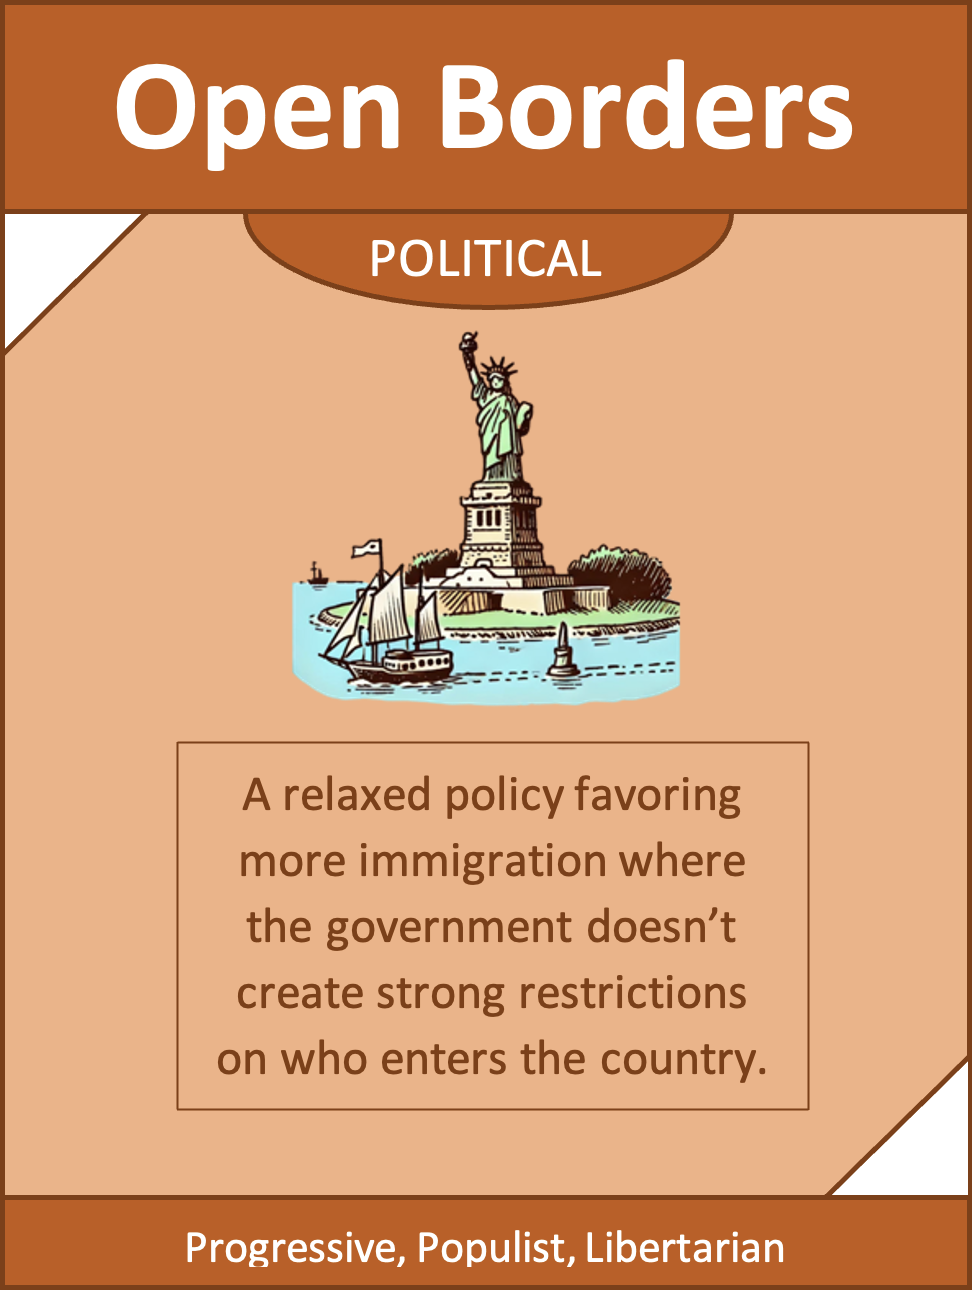 Open Borders
POLITICAL
A relaxed policy favoring
more immigration where
the government doesn’t
create strong restrictions
on who enters the country.
Progressive, Populist, Libertarian